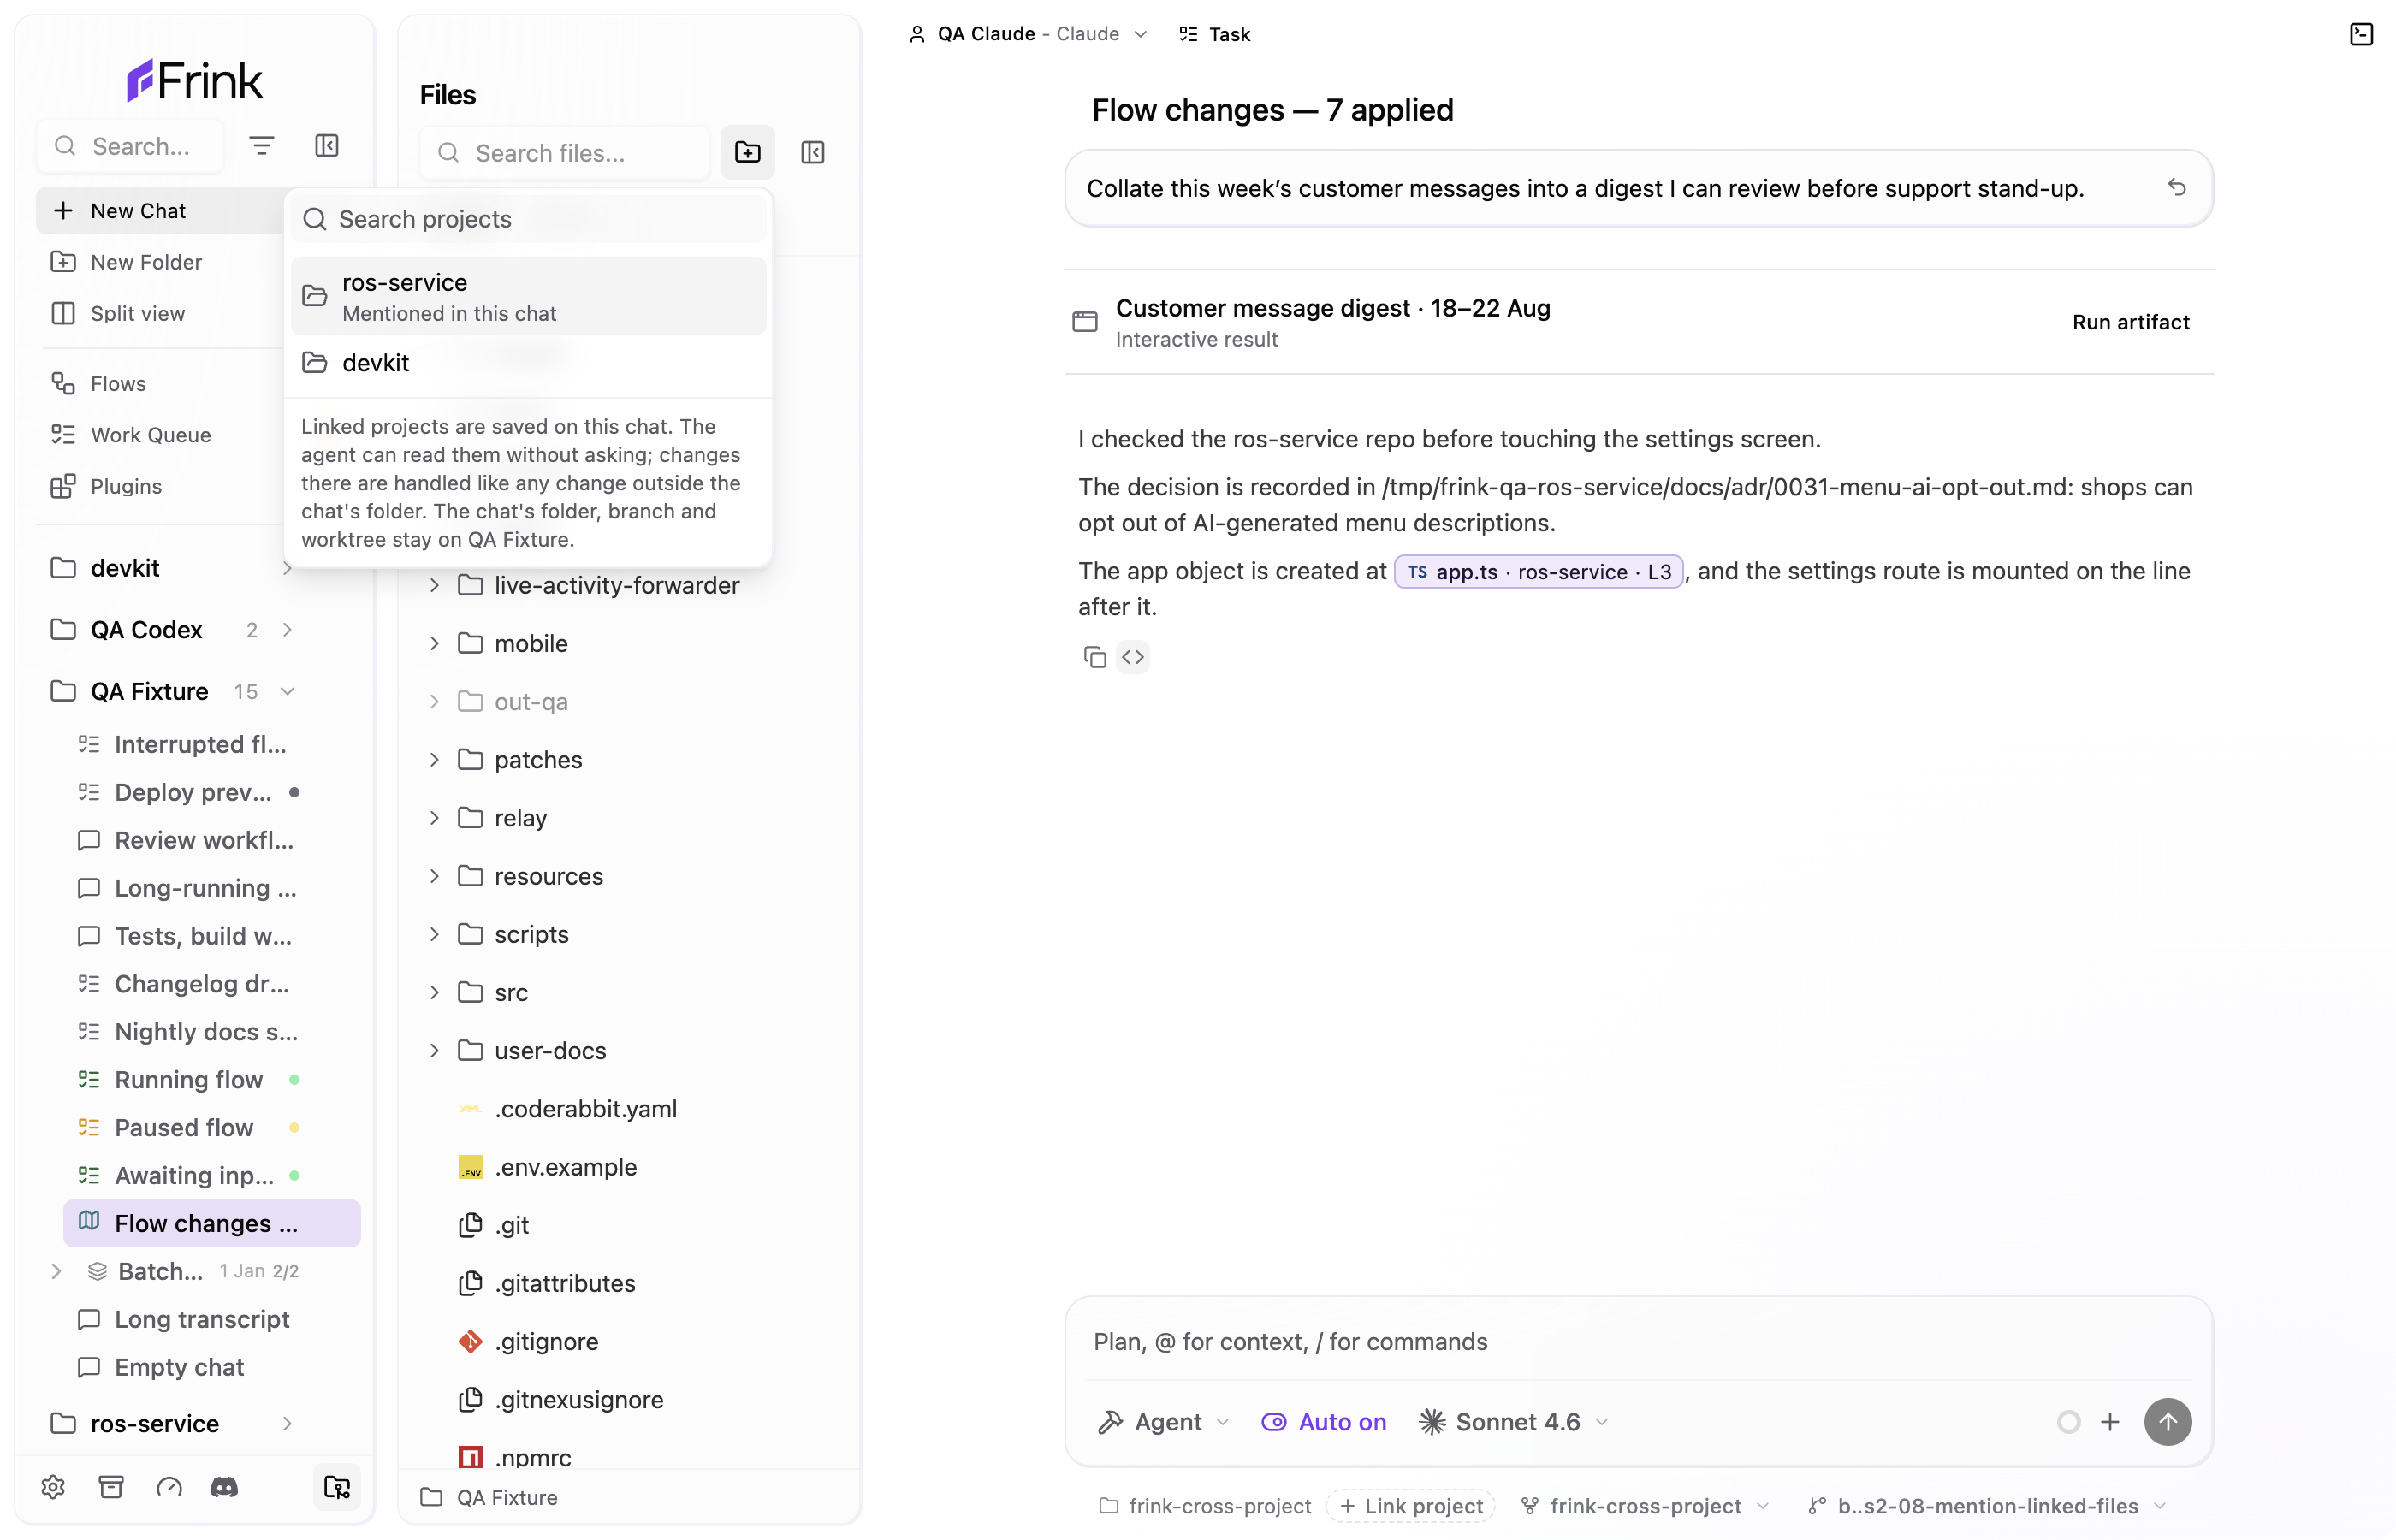 Frink
Search...
New Chat
New Folder
Split view
Flows
Work Queue
Plugins
devkit
QA Codex 2
QA Fixture 15
Interrupted fl...
Deploy prev...
Review workfl...
Long-running ...
Tests, build w...
Changelog dr...
Nightly docs s...
Running flow
Paused flow
Awaiting inp...
Flow changes ...
Batch... 1 Jan 2/2
Long transcript
Empty chat
ros-service
Files
Search files...
Search projects
ros-service
Mentioned in this chat
devkit
Linked projects are saved on this chat. The
agent can read them without asking; changes
there are handled like any change outside the
chat's folder. The chat's folder, branch and
worktree stay on QA Fixture.
live-activity-forwarder
mobile
out-qa
patches
relay
resources
scripts
src
user-docs
YAML .coderabbit.yaml
.ENV .env.example
.git
.gitattributes
.gitignore
.gitnexusignore
.npmrc
QA Fixture
QA Claude - Claude
Task
Flow changes — 7 applied
Collate this week’s customer messages into a digest I can review before support stand-up.
Customer message digest · 18–22 Aug
Interactive result
Run artifact
I checked the ros-service repo before touching the settings screen.
The decision is recorded in /tmp/frink-qa-ros-service/docs/adr/0031-menu-ai-opt-out.md: shops can
opt out of AI-generated menu descriptions.
The app object is created at TS app.ts · ros-service · L3, and the settings route is mounted on the line
after it.
Plan, @ for context, / for commands
Agent Auto on Sonnet 4.6
frink-cross-project + Link project frink-cross-project b..s2-08-mention-linked-files